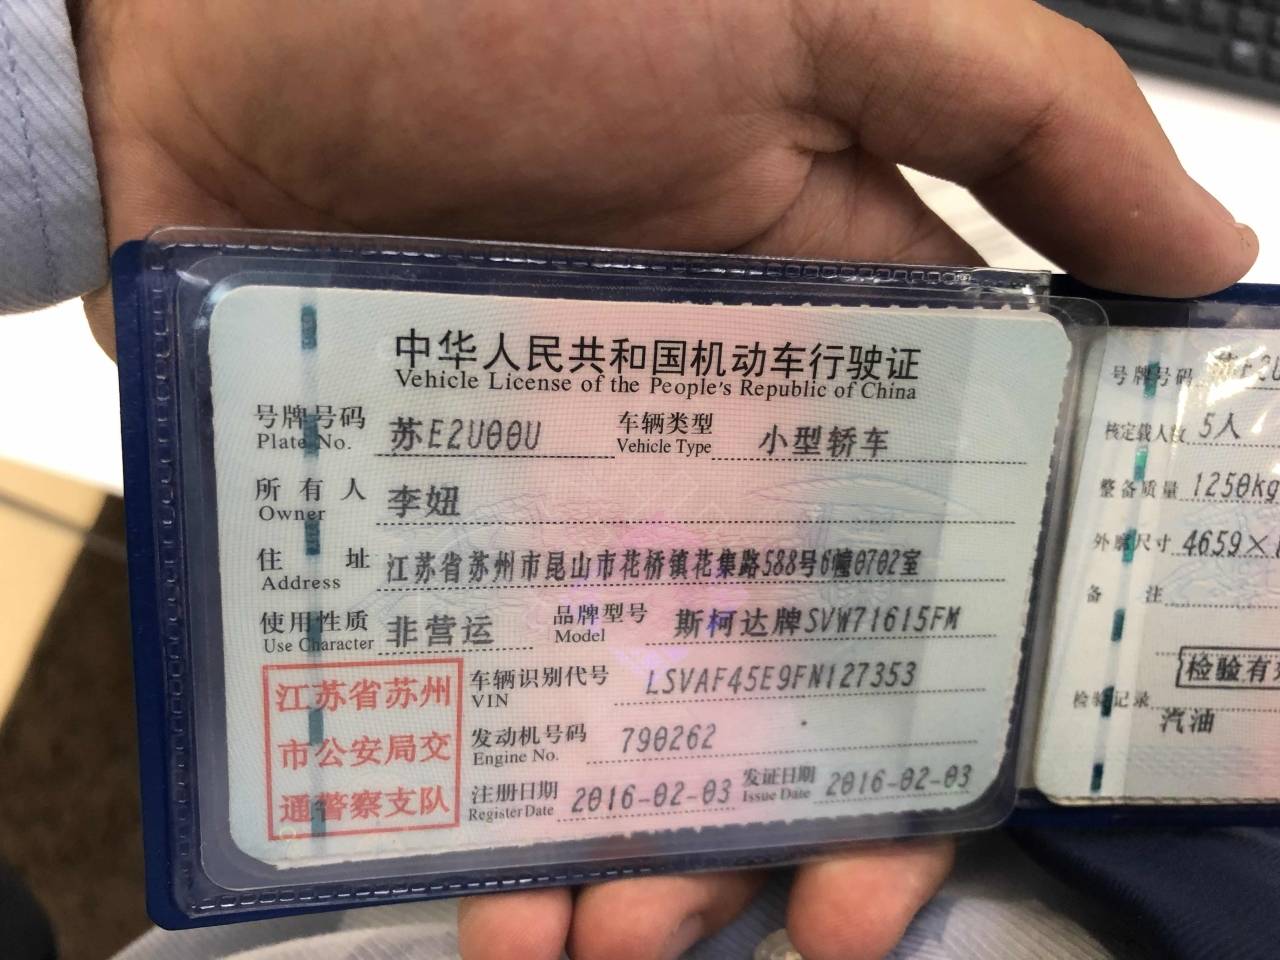 中华人民共和国机动车行驶证
Vehicle License of the People's Republic of China
号牌号码 Plate No. 苏E2U00U 车辆类型 Vehicle Type 小型轿车
所有人 Owner 李妞
住址 Address 江苏省苏州市昆山市花桥镇花集路588号6幢0702室
使用性质 Use Character 非营运 品牌型号 Model 斯柯达牌SVW71615FM
车辆识别代号 VIN LSVAF45E9FN127353
发动机号码 Engine No. 790262
注册日期 Register Date 2016-02-03 发证日期 Issue Date 2016-02-03
江苏省苏州
市公安局交
通警察支队
号牌号码
核定载人数 5人
整备质量 1250kg
外廓尺寸 4659×
备注
检验有
检验记录
汽油